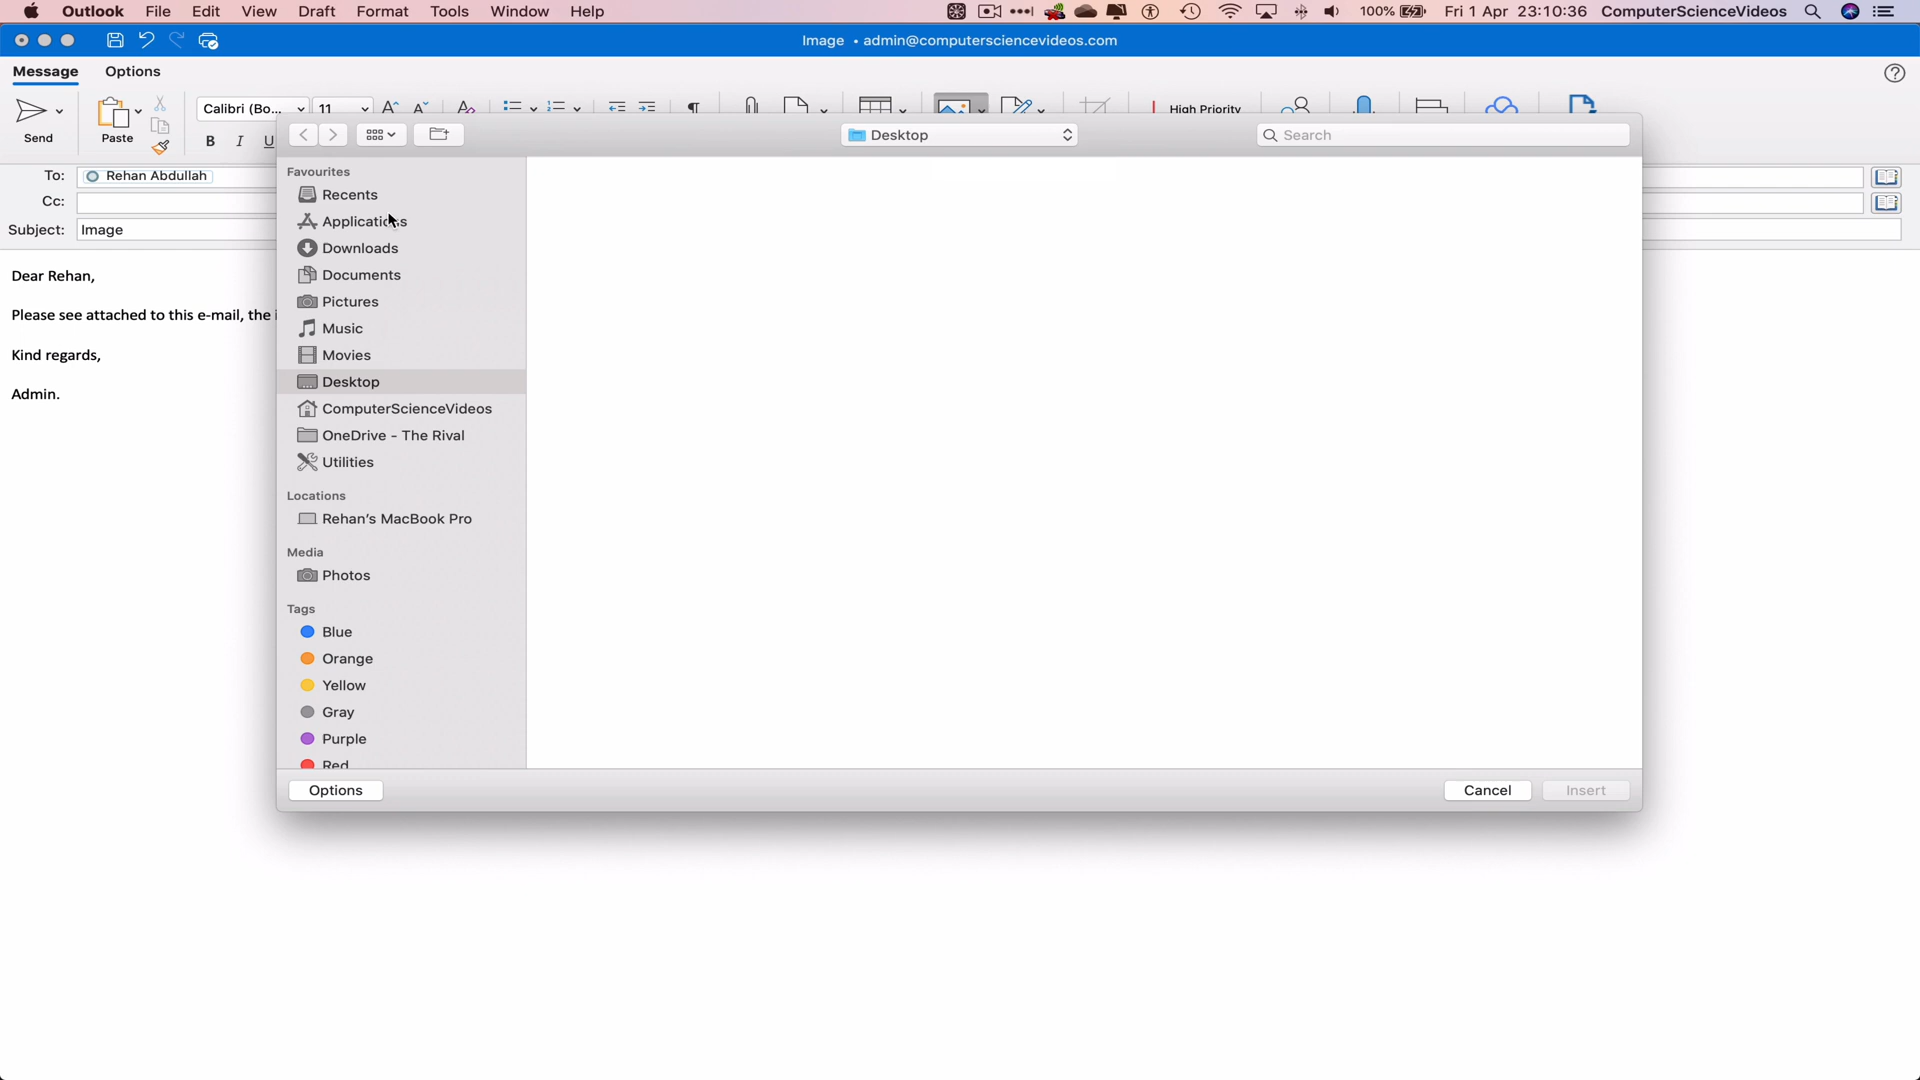 Outlook File Edit View Draft Format Tools Window Help 100% Fri 1 Apr 23:10:36 ComputerScienceVideos
Image • admin@computersciencevideos.com
Message Options
Calibri (Bo... 11 High Priority
Send Paste B I U
Desktop Search
To: Rehan Abdullah
Cc:
Subject: Image
Dear Rehan,
Please see attached to this e-mail, the i
Kind regards,
Admin.
Favourites
Recents
Applications
Downloads
Documents
Pictures
Music
Movies
Desktop
ComputerScienceVideos
OneDrive - The Rival
Utilities
Locations
Rehan's MacBook Pro
Media
Photos
Tags
Blue
Orange
Yellow
Gray
Purple
Red
Options Cancel Insert